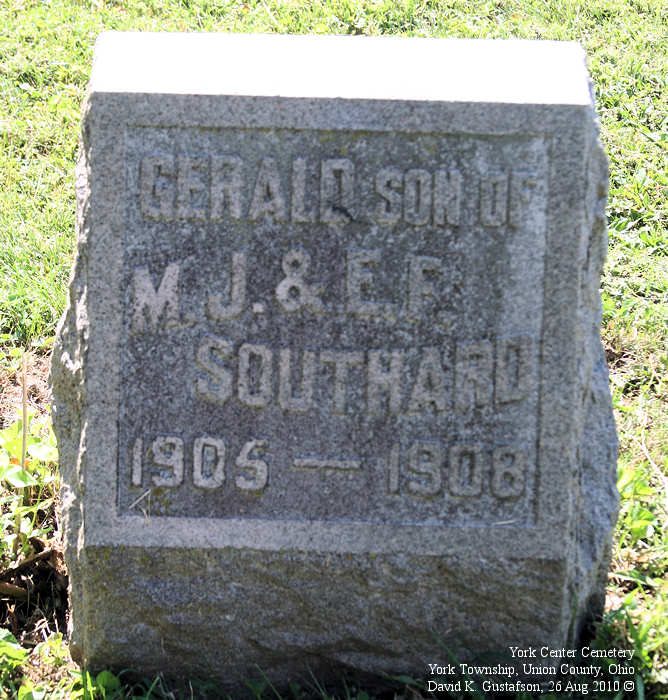 GERALD SON OF
M.J. & E.F.
SOUTHARD
1905 — 1908
York Center Cemetery
York Township, Union County, Ohio
David K. Gustafson, 26 Aug 2010 ©